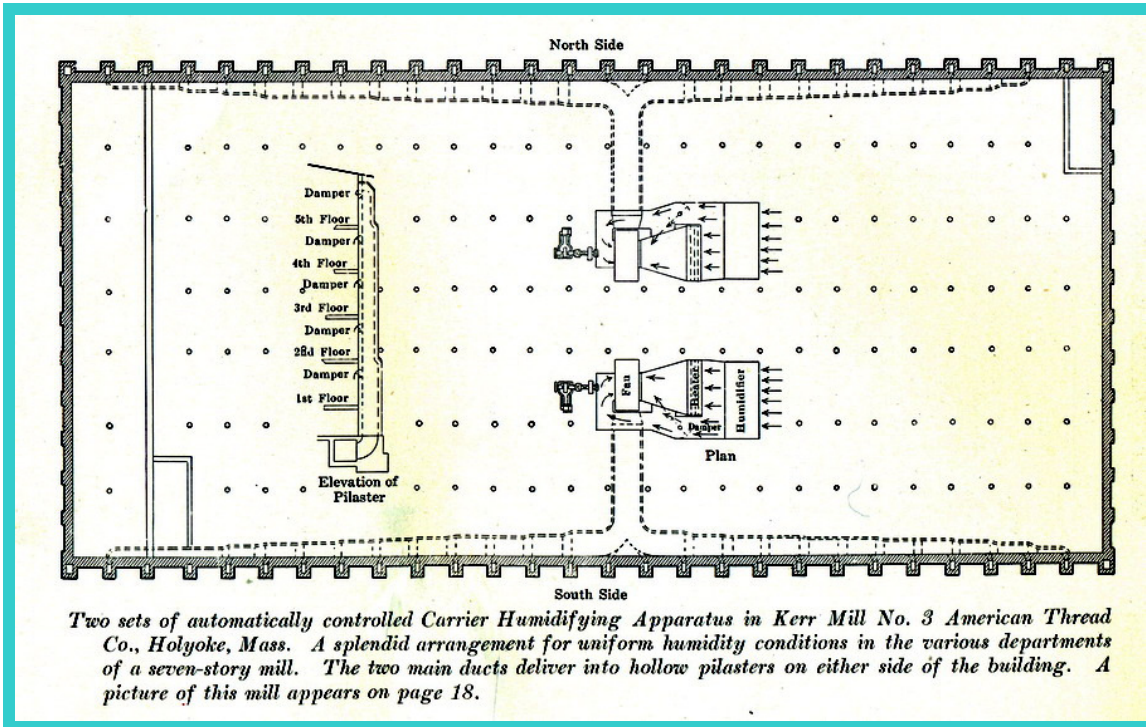 North Side
Damper
5th Floor
Damper
4th Floor
Damper
3rd Floor
Damper
2nd Floor
Damper
1st Floor
Elevation of
Pilaster
Fan
Heater
Humidifier
Damper
Plan
South Side
Two sets of automatically controlled Carrier Humidifying Apparatus in Kerr Mill No. 3 American Thread
Co., Holyoke, Mass. A splendid arrangement for uniform humidity conditions in the various departments
of a seven-story mill. The two main ducts deliver into hollow pilasters on either side of the building. A
picture of this mill appears on page 18.